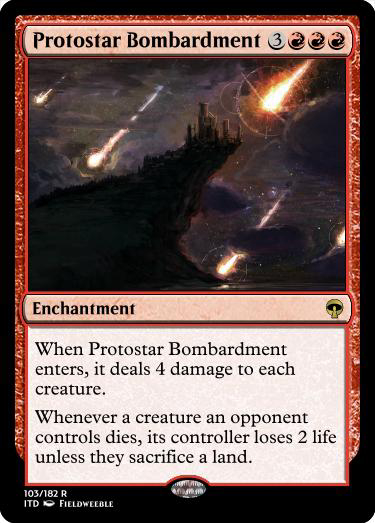 Protostar Bombardment 3
Enchantment
When Protostar Bombardment
enters, it deals 4 damage to each
creature.
Whenever a creature an opponent
controls dies, its controller loses 2 life
unless they sacrifice a land.
103/182 R
ITD Fieldweeble